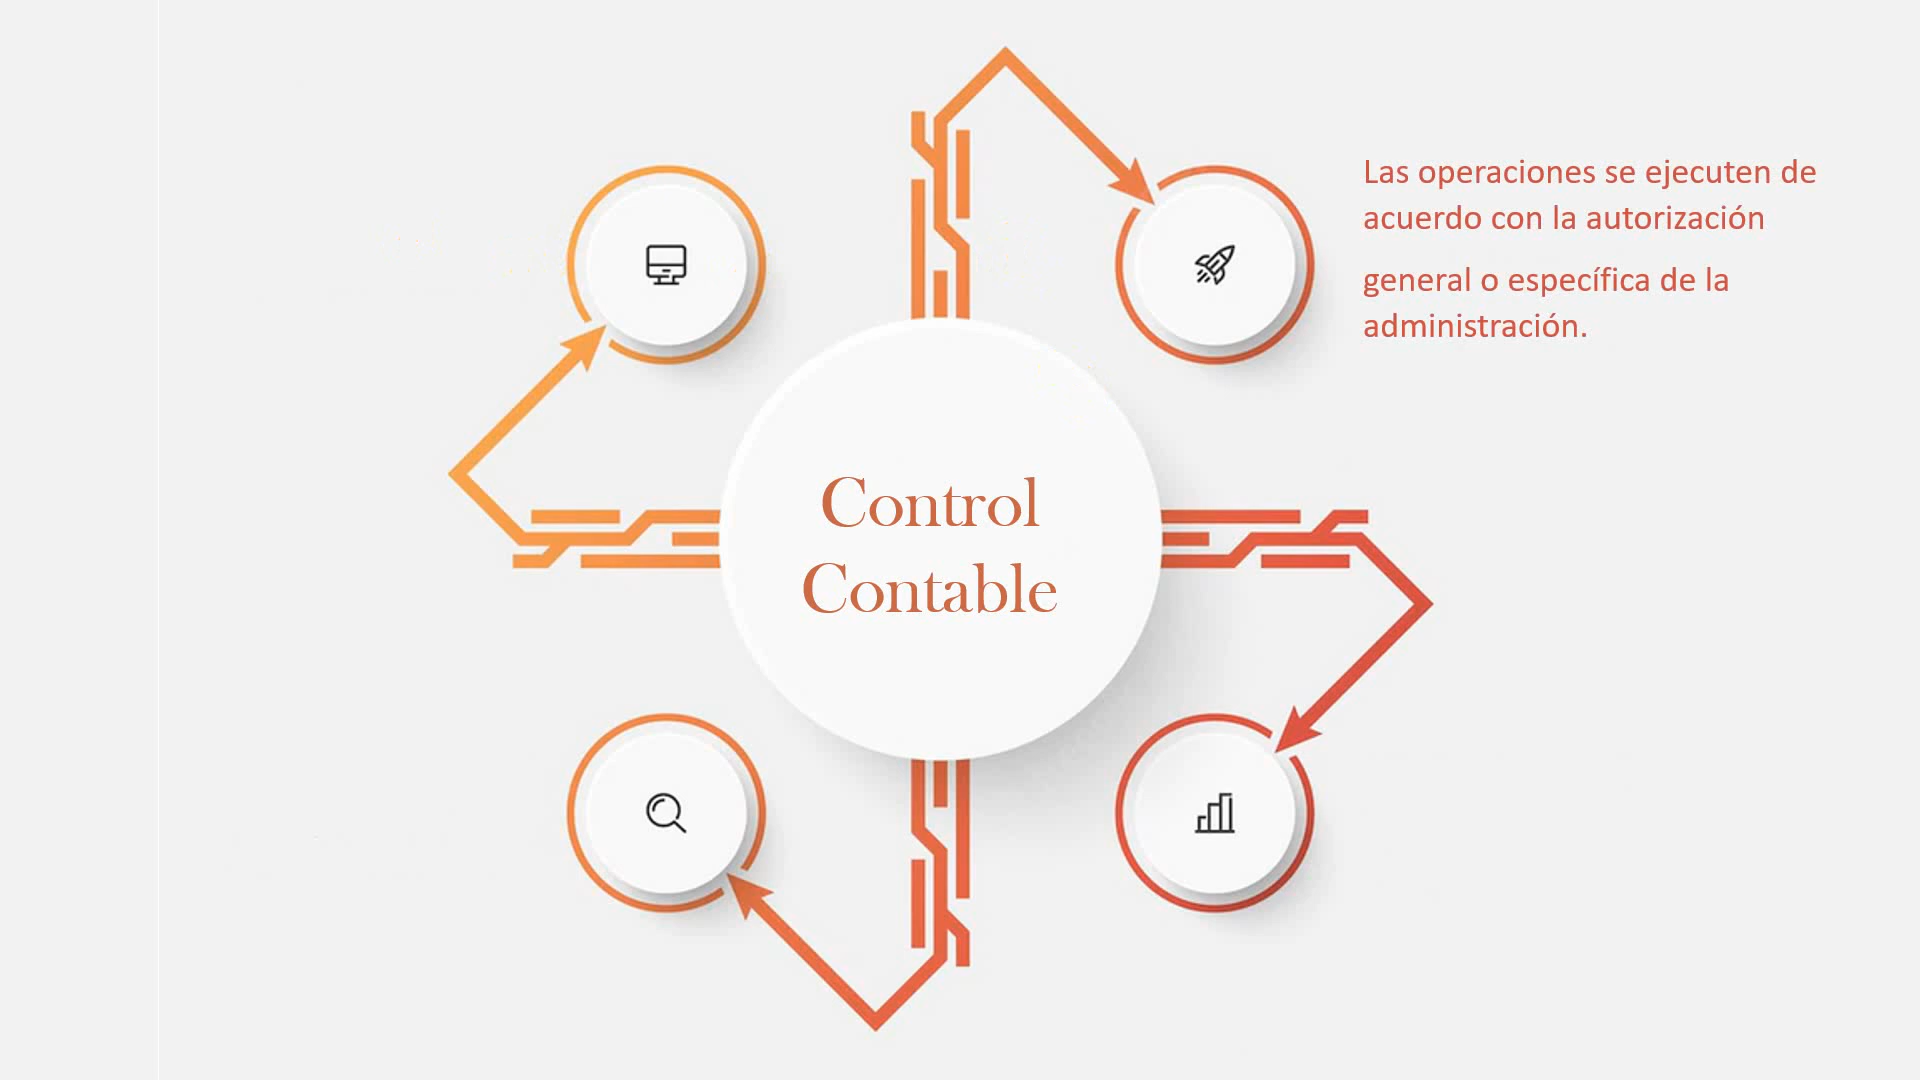 Las operaciones se ejecuten de
acuerdo con la autorización
general o específica de la
administración.
Control
Contable